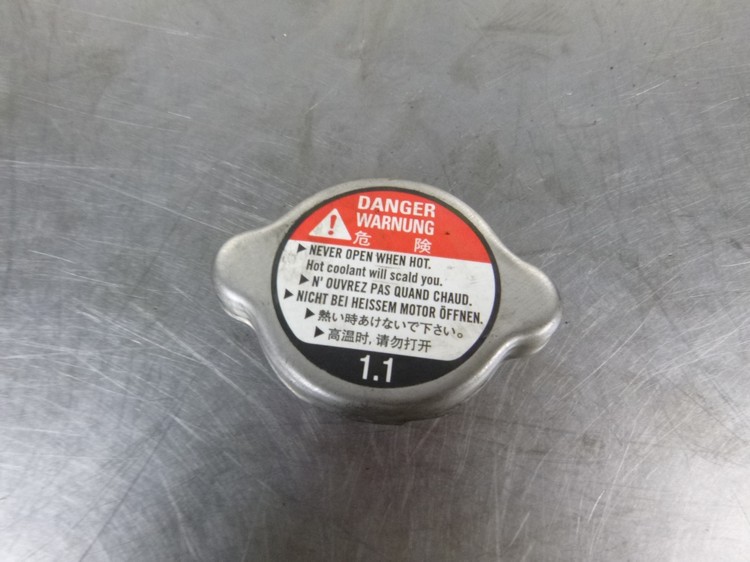 DANGER
WARNUNG
危 険
▶ NEVER OPEN WHEN HOT.
Hot coolant will scald you.
▶ N' OUVREZ PAS QUAND CHAUD.
▶ NICHT BEI HEISSEM MOTOR ÖFFNEN.
▶ 熱い時あけないで下さい。
▶ 高温时, 请勿打开
1.1